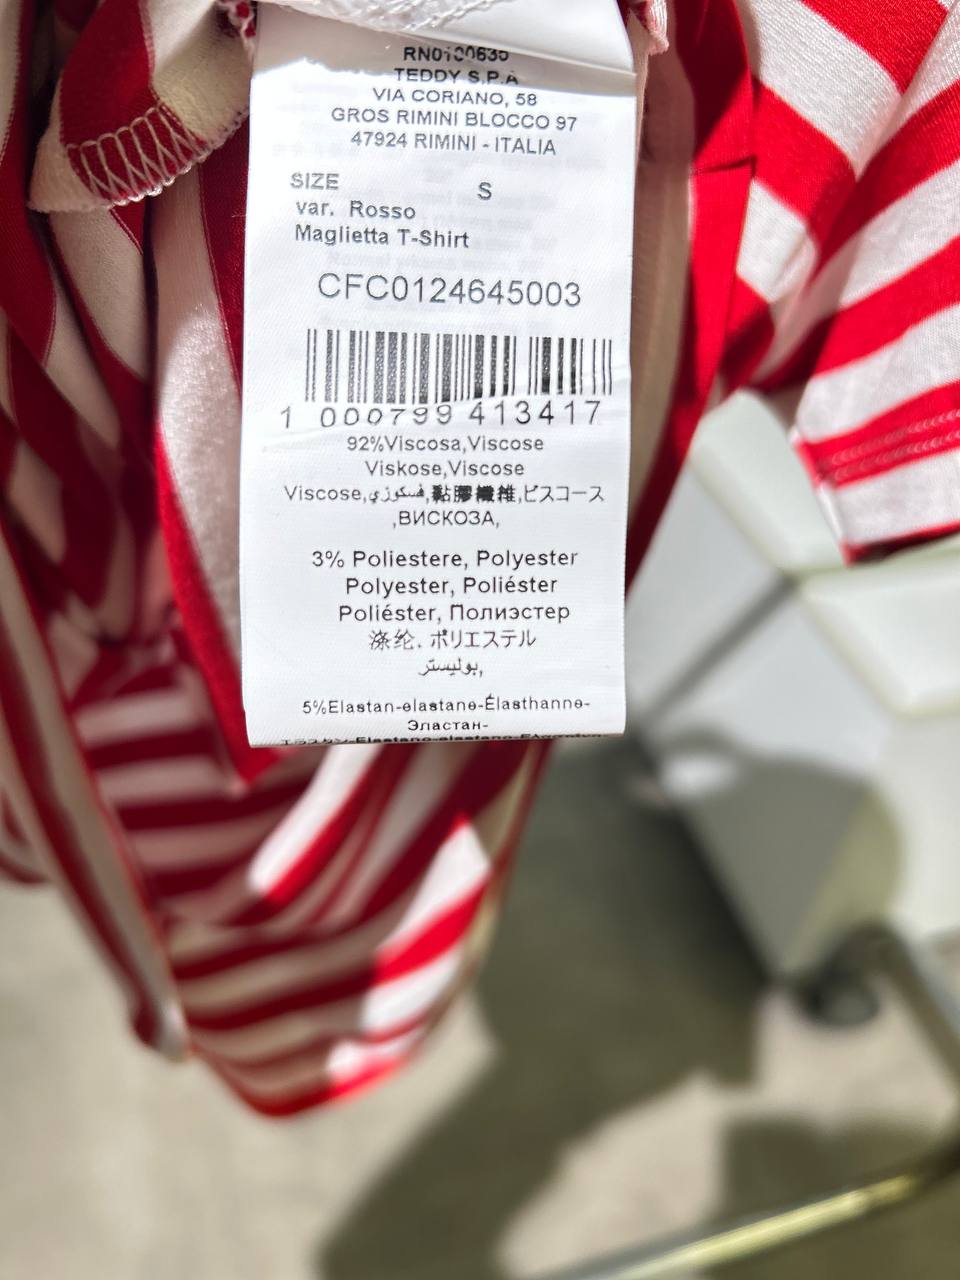 RN0100635
TEDDY S.P.A
VIA CORIANO, 58
GROS RIMINI BLOCCO 97
47924 RIMINI - ITALIA
SIZE S
var. Rosso
Maglietta T-Shirt
CFC0124645003
1 000799 413417
92%Viscosa,Viscose
Viskose,Viscose
Viscose,فسكوزي,黏膠纖維,ビスコース
,ВИСКОЗА,
3% Poliestere, Polyester
Polyester, Poliéster
Poliéster, Полиэстер
涤纶, ポリエステル
بوليستر,
5%Elastan-elastane-Élasthanne-
Эластан-